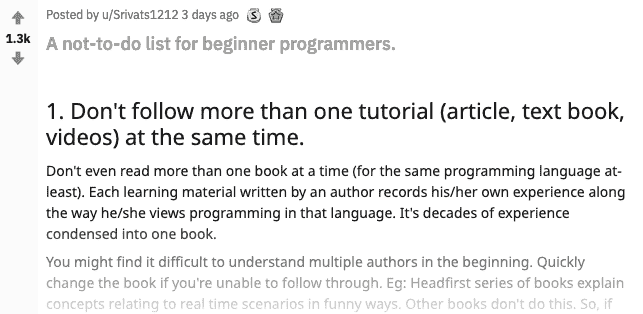 Posted by u/Srivats1212 3 days ago
1.3k
A not-to-do list for beginner programmers.
1. Don't follow more than one tutorial (article, text book,
videos) at the same time.
Don't even read more than one book at a time (for the same programming language at-
least). Each learning material written by an author records his/her own experience along
the way he/she views programming in that language. It's decades of experience
condensed into one book.
You might find it difficult to understand multiple authors in the beginning. Quickly
change the book if you're unable to follow through. Eg: Headfirst series of books explain
concepts relating to real time scenarios in funny ways. Other books don't do this. So, if